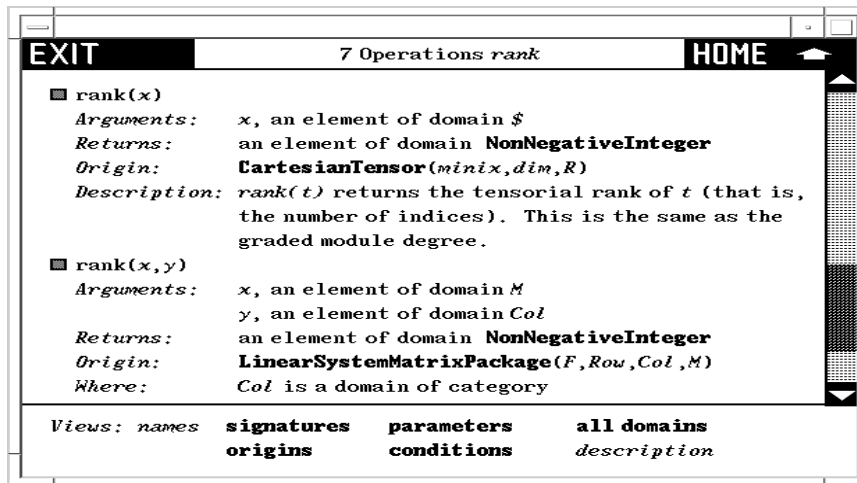 EXIT 7 Operations rank HOME
rank(x)
Arguments: x, an element of domain $
Returns: an element of domain NonNegativeInteger
Origin: CartesianTensor(minix,dim,R)
Description: rank(t) returns the tensorial rank of t (that is,
the number of indices). This is the same as the
graded module degree.
rank(x,y)
Arguments: x, an element of domain M
y, an element of domain Col
Returns: an element of domain NonNegativeInteger
Origin: LinearSystemMatrixPackage(F,Row,Col,M)
Where: Col is a domain of category
Views: names signatures parameters all domains
origins conditions description